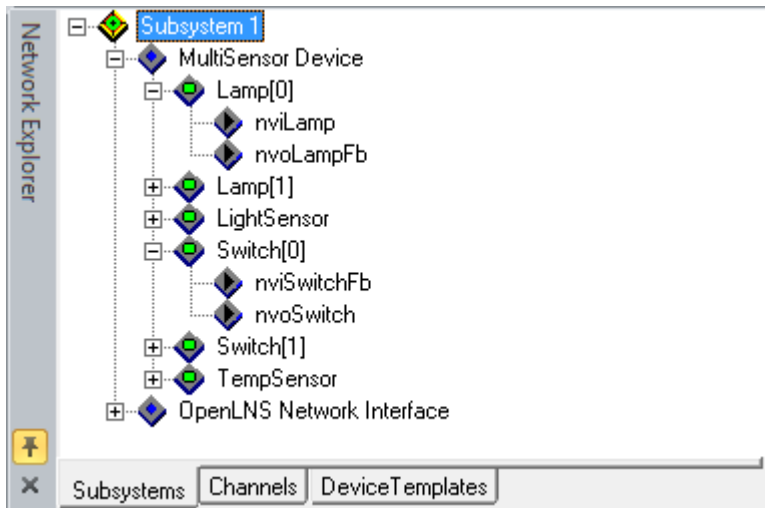 Network Explorer
Subsystem 1
MultiSensor Device
Lamp[0]
nviLamp
nvoLampFb
Lamp[1]
LightSensor
Switch[0]
nviSwitchFb
nvoSwitch
Switch[1]
TempSensor
OpenLNS Network Interface
Subsystems Channels DeviceTemplates